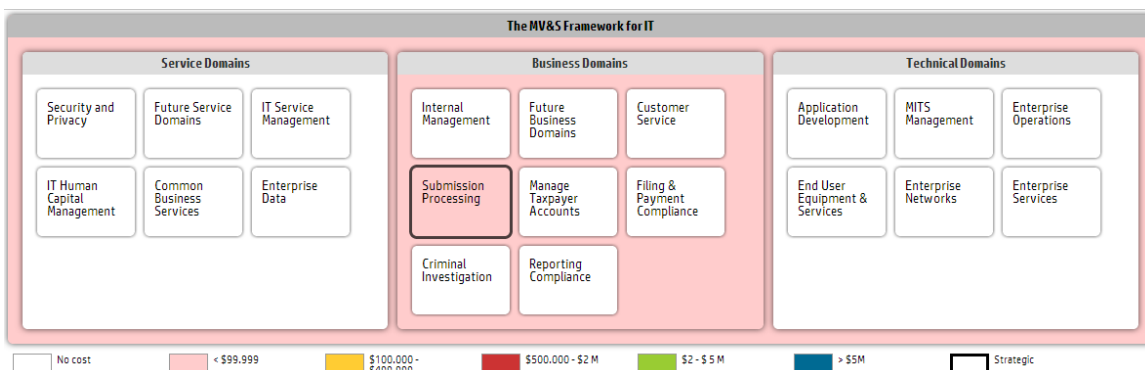 The MV&S Framework for IT
Service Domains
Security and
Privacy
Future Service
Domains
IT Service
Management
IT Human
Capital
Management
Common
Business
Services
Enterprise
Data
Business Domains
Internal
Management
Future
Business
Domains
Customer
Service
Submission
Processing
Manage
Taxpayer
Accounts
Filing &
Payment
Compliance
Criminal
Investigation
Reporting
Compliance
Technical Domains
Application
Development
MITS
Management
Enterprise
Operations
End User
Equipment &
Services
Enterprise
Networks
Enterprise
Services
No cost
< $99.999
$100.000 -
$499.999
$500.000 - $2 M
$2 - $ 5 M
> $5M
Strategic